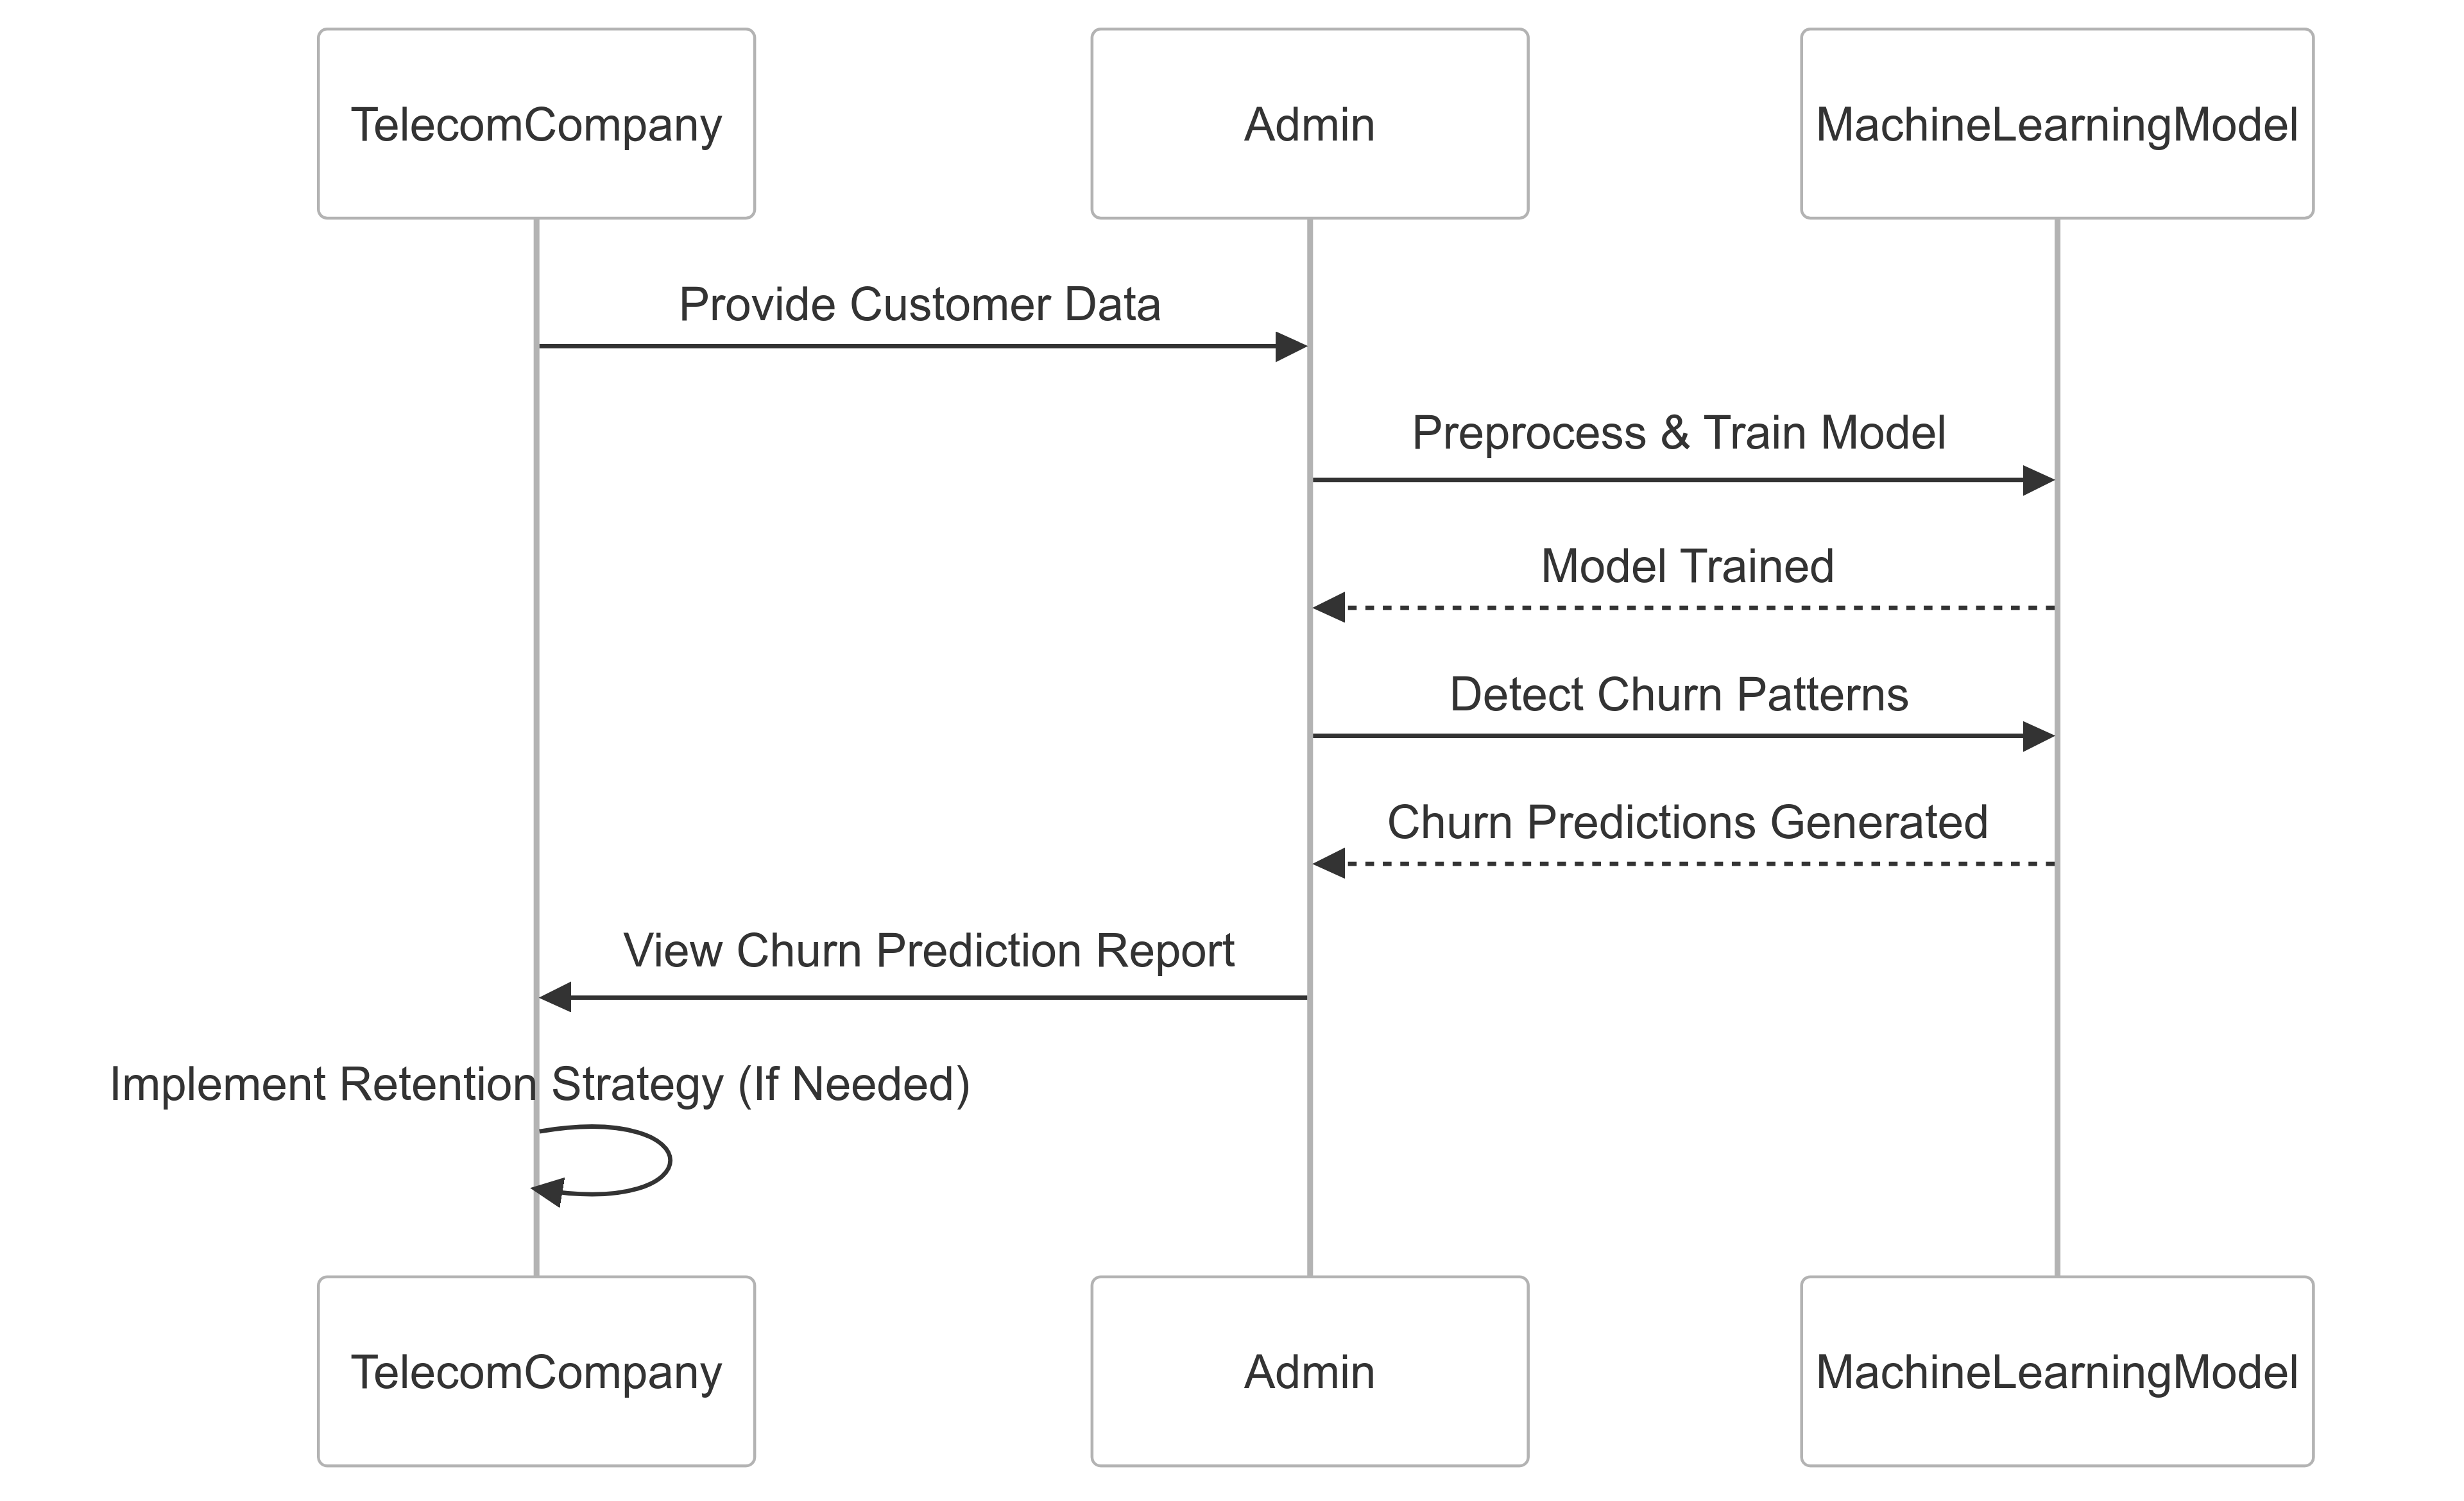 TelecomCompany
Admin
MachineLearningModel
Provide Customer Data
Preprocess & Train Model
Model Trained
Detect Churn Patterns
Churn Predictions Generated
View Churn Prediction Report
Implement Retention Strategy (If Needed)
TelecomCompany
Admin
MachineLearningModel